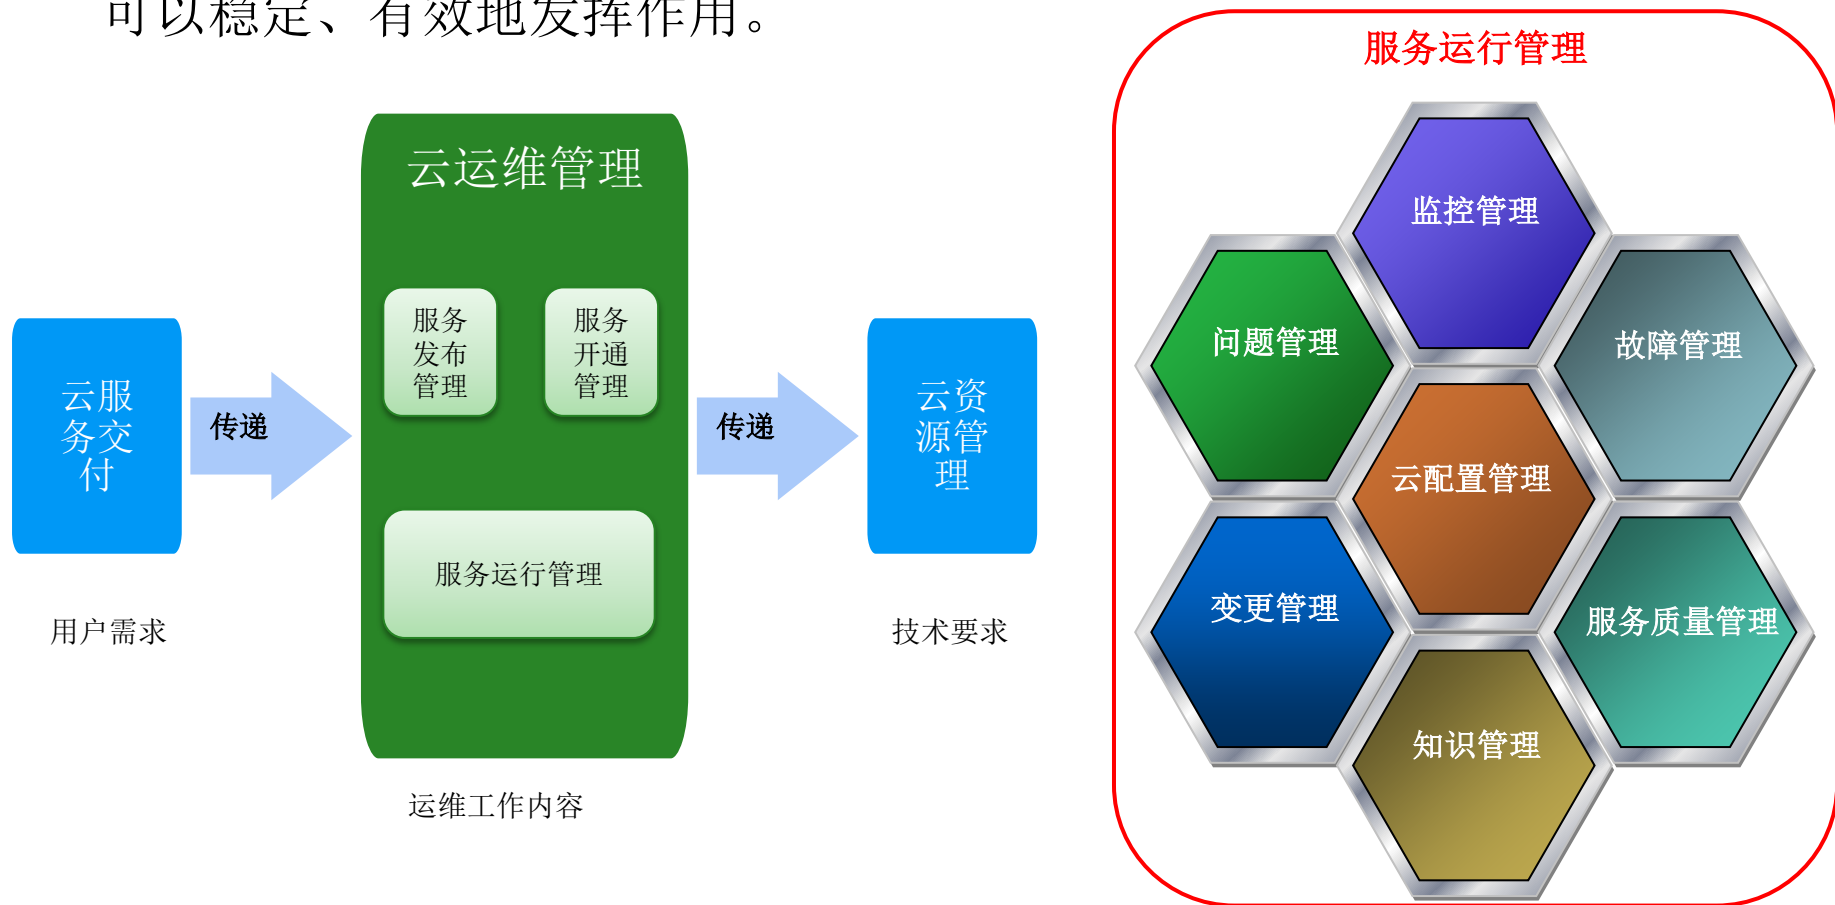 可以稳定、有效地发挥作用。
云服
务交
付
用户需求
传递
云运维管理
服务
发布
管理
服务
开通
管理
服务运行管理
运维工作内容
传递
云资
源管
理
技术要求
服务运行管理
监控管理
问题管理
故障管理
云配置管理
变更管理
服务质量管理
知识管理